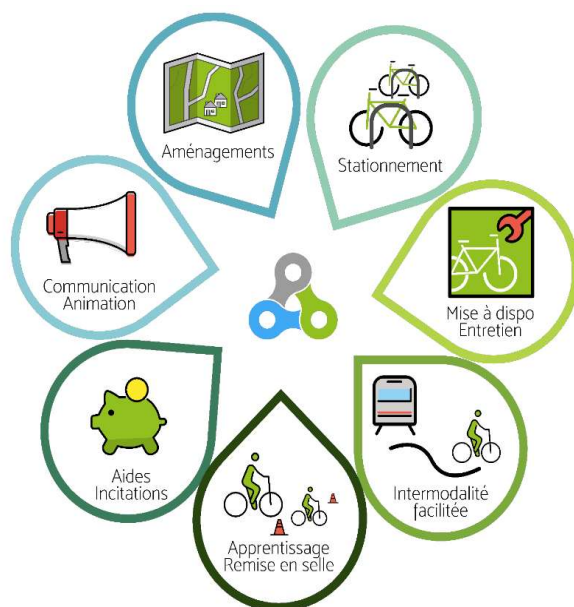 Aménagements
Stationnement
Mise à dispo
Entretien
Intermodalité
facilitée
Apprentissage
Remise en selle
Aides
Incitations
Communication
Animation